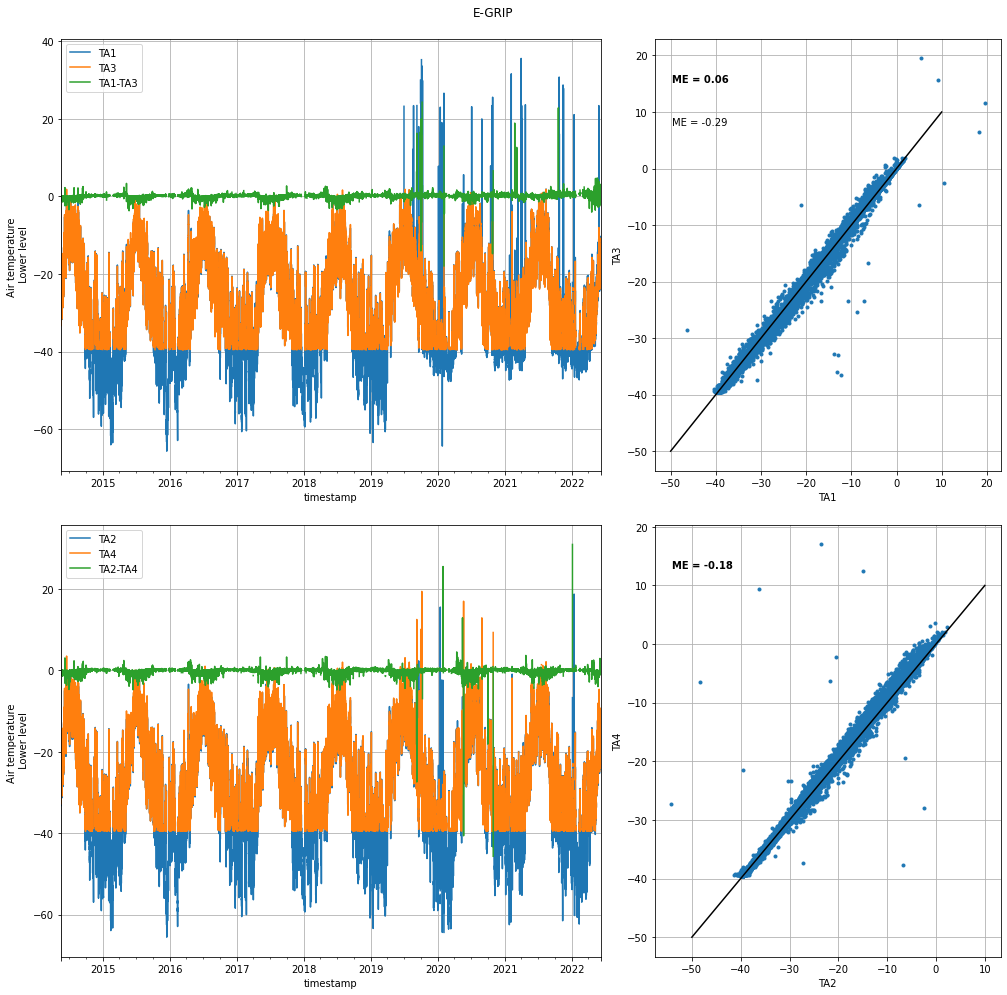 E-GRIP
40
20
0
−20
−40
−60
Air temperature
Lower level
TA1
TA3
TA1-TA3
2015 2016 2017 2018 2019 2020 2021 2022
timestamp
20
10
0
−10
−20
−30
−40
−50
TA3
ME = 0.06
ME = -0.29
−50 −40 −30 −20 −10 0 10 20
TA1
20
0
−20
−40
−60
Air temperature
Lower level
TA2
TA4
TA2-TA4
2015 2016 2017 2018 2019 2020 2021 2022
timestamp
20
10
0
−10
−20
−30
−40
−50
TA4
ME = -0.18
−50 −40 −30 −20 −10 0 10
TA2